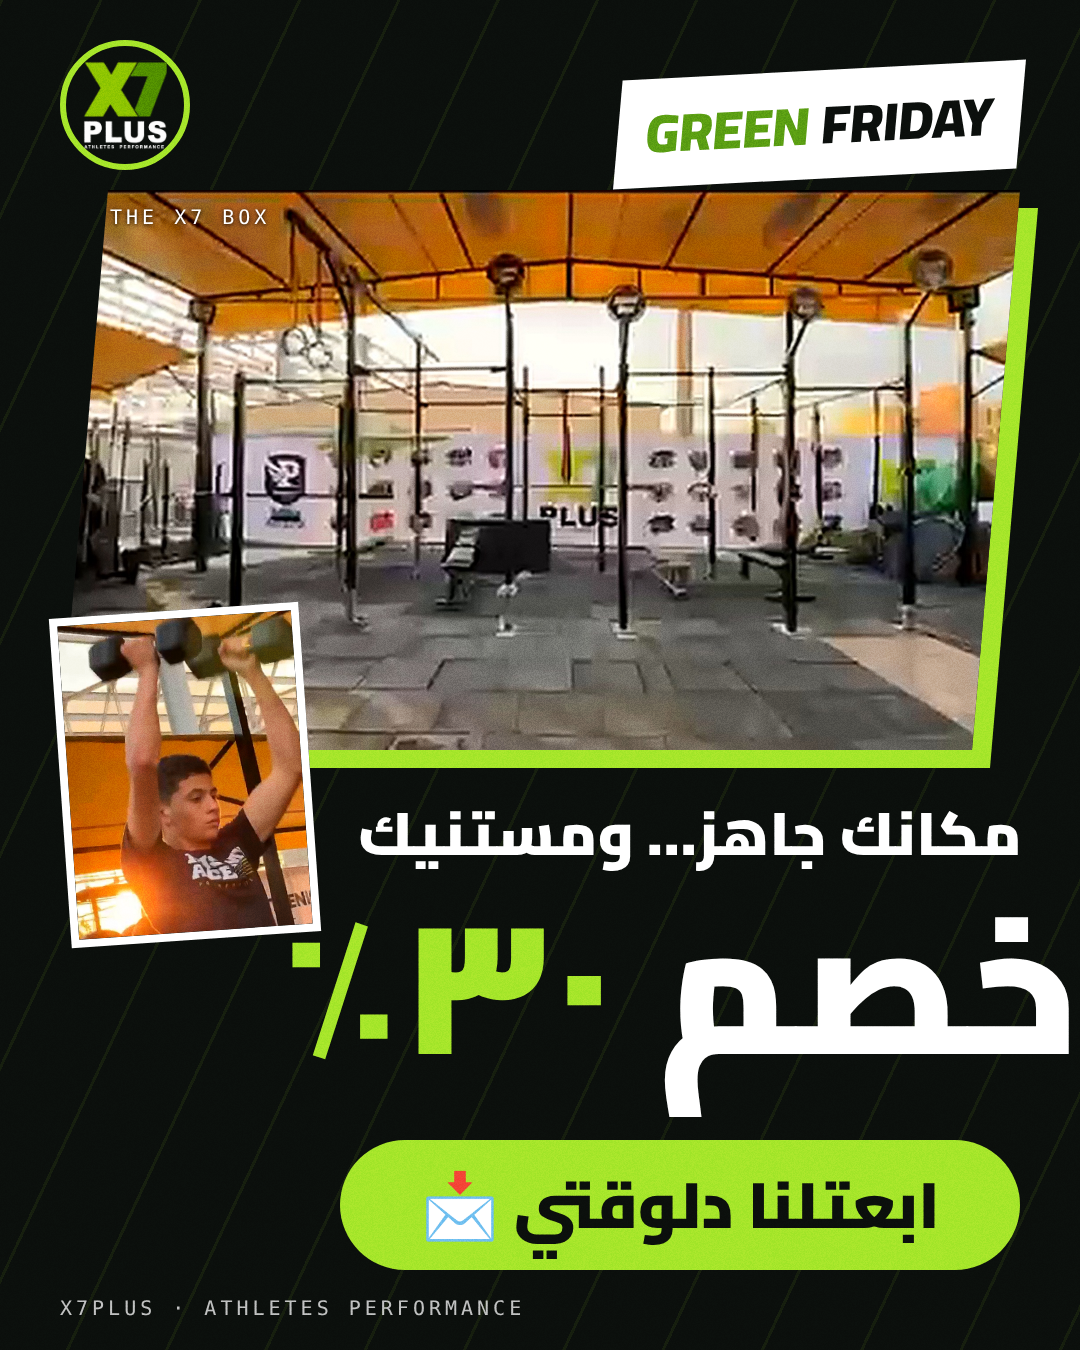 X7
PLUS
ATHLETES PERFORMANCE
GREEN FRIDAY
THE X7 BOX
PLUS
مكانك جاهز... ومستنيك
خصم ٣٠٪
ابعتلنا دلوقتي
X7PLUS · ATHLETES PERFORMANCE